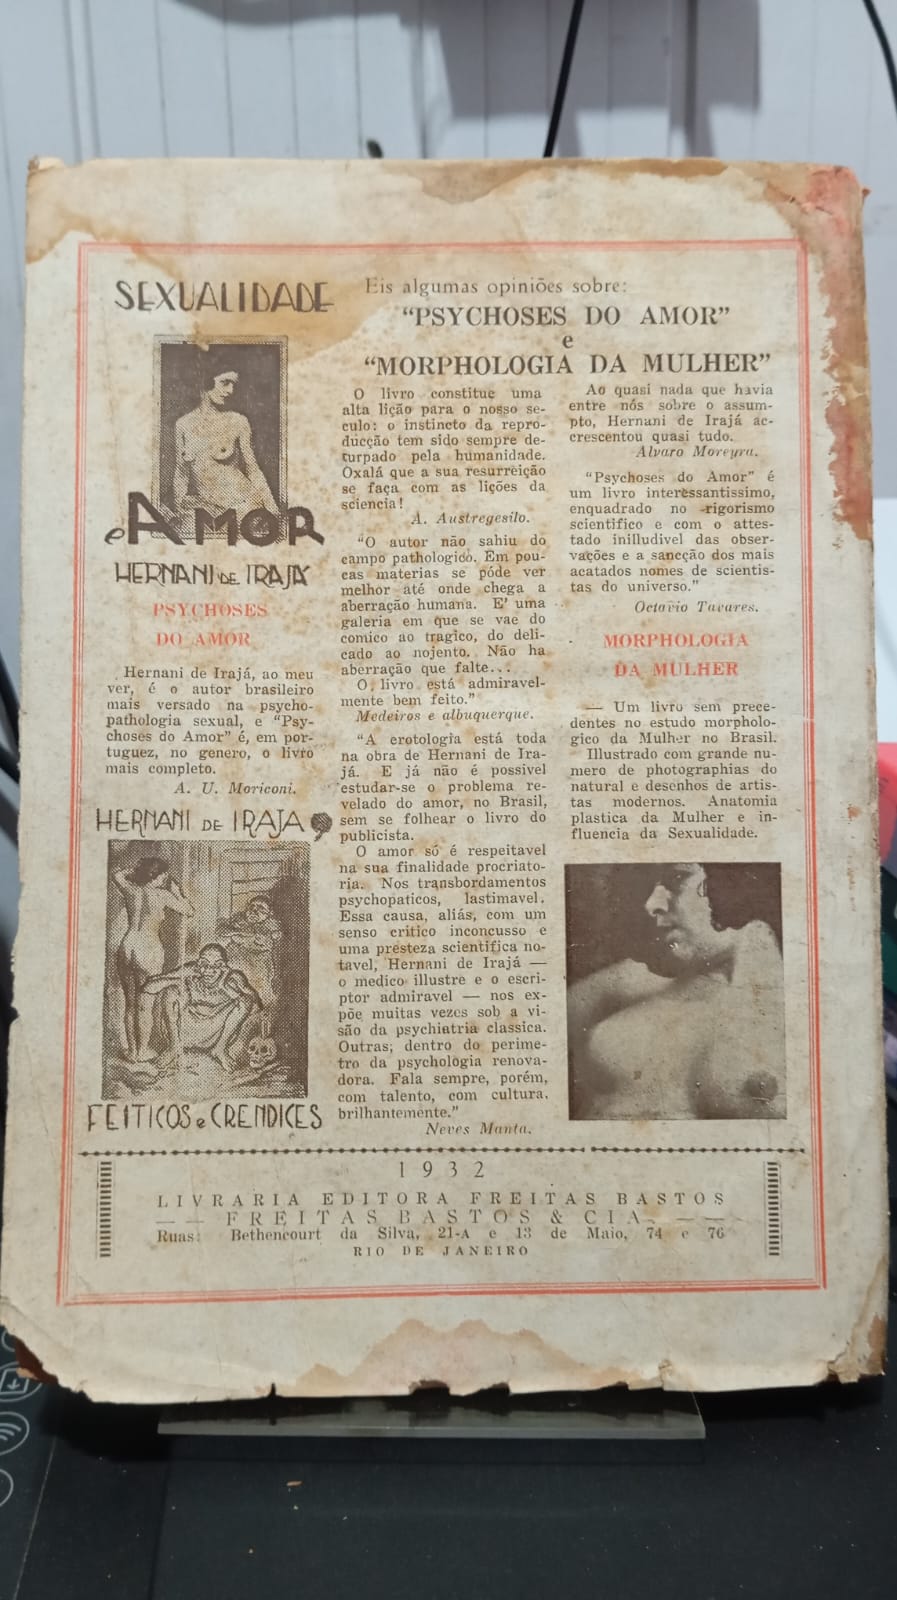 SEXUALIDADE
e AMOR
HERNANI DE IRAJÁ
PSYCHOSES
DO AMOR
Hernani de Irajá, ao meu
ver, é o autor brasileiro
mais versado na psycho-
pathologia sexual, e "Psy-
choses do Amor" é, em por-
tuguez, no genero, o livro
mais completo.
A. U. Moriconi.
HERNANI DE IRAJA
FEITICOS e CRENDICES
Eis algumas opiniões sobre:
"PSYCHOSES DO AMOR"
e
"MORPHOLOGIA DA MULHER"
O livro constitue uma
alta lição para o nosso se-
culo: o instincto da repro-
ducção tem sido sempre de-
turpado pela humanidade.
Oxalá que a sua resurreição
se faça com as lições da
sciencia!
A. Austregesilo.
"O autor não sahiu do
campo pathologico. Em pou-
cas materias se póde ver
melhor até onde chega a
aberração humana. E' uma
galeria em que se vae do
comico ao tragico, do deli-
cado ao nojento. Não ha
aberração que falte...
O livro está admiravel-
mente bem feito."
Medeiros e albuquerque.
"A erotologia está toda
na obra de Hernani de Ira-
já. E já não é possivel
estudar-se o problema re-
velado do amor, no Brasil,
sem se folhear o livro do
publicista.
O amor só é respeitavel
na sua finalidade procriato-
ria. Nos transbordamentos
psychopaticos, lastimavel.
Essa causa, aliás, com um
senso critico inconcusso e
uma presteza scientifica no-
tavel, Hernani de Irajá —
o medico illustre e o escri-
ptor admiravel — nos ex-
põe muitas vezes sob a vi-
são da psychiatria classica.
Outras, dentro do perime-
tro da psychologia renova-
dora. Fala sempre, porém,
com talento, com cultura,
brilhantemente."
Neves Manta.
Ao quasi nada que havia
entre nós sobre o assum-
pto, Hernani de Irajá ac-
crescentou quasi tudo.
Alvaro Moreyra.
"Psychoses do Amor" é
um livro interessantissimo,
enquadrado no rigorismo
scientifico e com o attes-
tado inilludivel das obser-
vações e a sancção dos mais
acatados nomes de scientis-
tas do universo."
Octavio Tavares.
MORPHOLOGIA
DA MULHER
— Um livro sem prece-
dentes no estudo morpholo-
gico da Mulher no Brasil.
Illustrado com grande nu-
mero de photographias do
natural e desenhos de artis-
tas modernos. Anatomia
plastica da Mulher e in-
fluencia da Sexualidade.
1932
LIVRARIA EDITORA FREITAS BASTOS
— — FREITAS BASTOS & CIA. — —
Ruas: Bethencourt da Silva, 21-A e 13 de Maio, 74 e 76
RIO DE JANEIRO